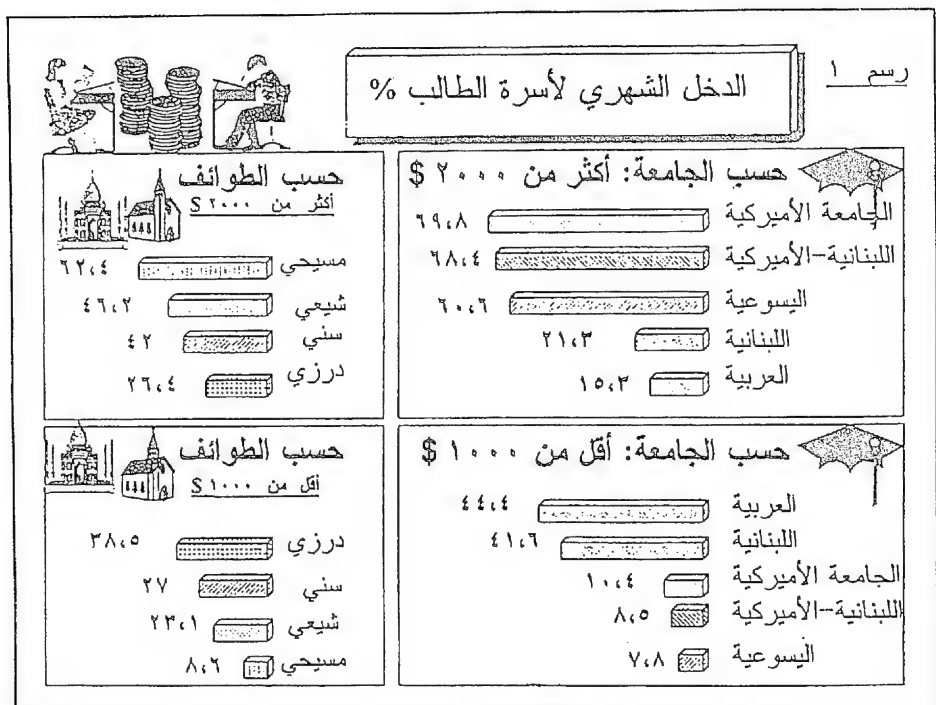 رسم ١
الدخل الشهري لأسرة الطالب %
حسب الجامعة: أكثر من ٢٠٠٠ $
الجامعة الأميركية ٦٩،٨
اللبنانية-الأميركية ٦٨،٤
اليسوعية ٦٠،٦
اللبنانية ٢١،٣
العربية ١٥،٣
حسب الطوائف
أكثر من ٢٠٠٠ $
مسيحي ٦٢،٤
شيعي ٤٦،٢
سني ٤٢
درزي ٢٦،٤
حسب الجامعة: أقل من ١٠٠٠ $
العربية ٤٤،٤
اللبنانية ٤١،٦
الجامعة الأميركية ١٠،٤
اللبنانية-الأميركية ٨،٥
اليسوعية ٧،٨
حسب الطوائف
أقل من ١٠٠٠ $
درزي ٣٨،٥
سني ٢٧
شيعي ٢٣،١
مسيحي ٨،٦